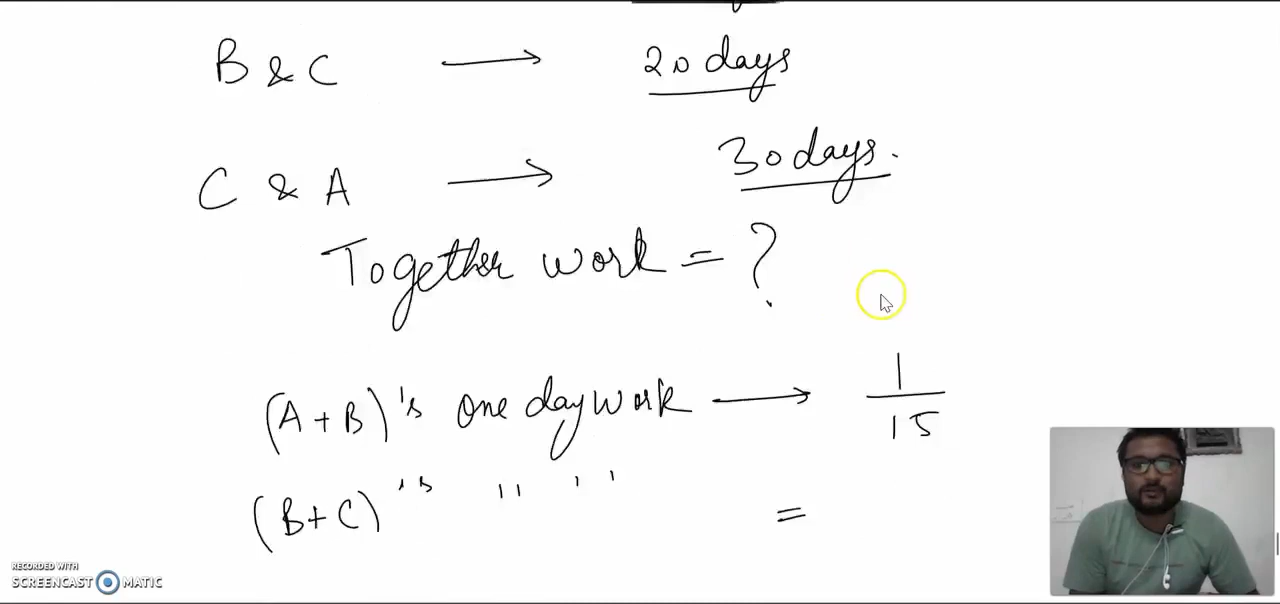 B & C → 20 days
C & A → 30 days.
Together work = ?
(A + B)'s one day work → 1/15
(B + C)'s " " =
RECORDED WITH
SCREENCAST MATIC